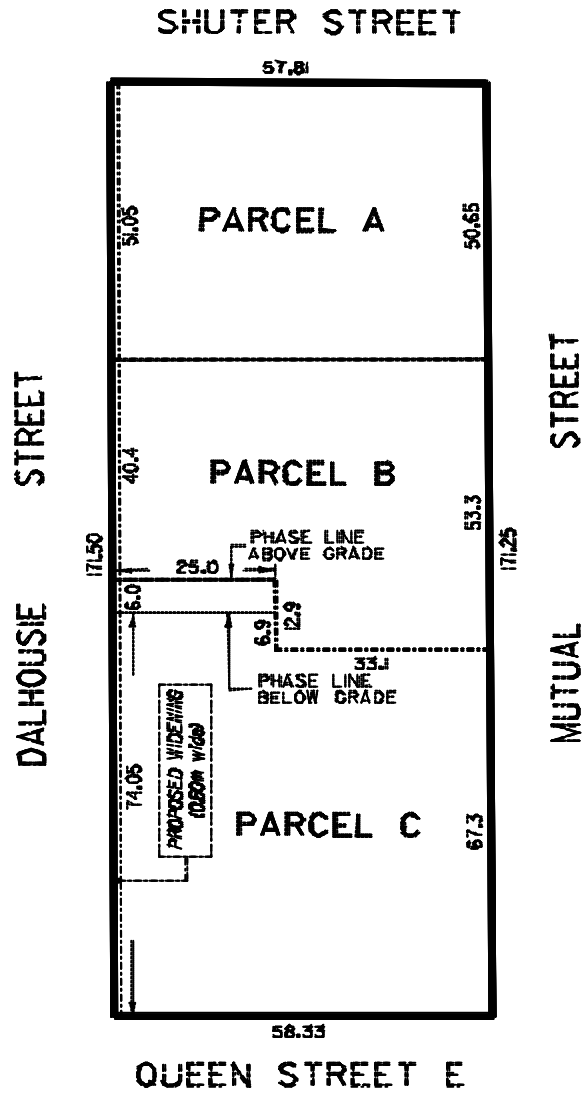 SHUTER STREET
57.81
51.05
PARCEL A
50.65
DALHOUSIE STREET
171.50
40.4
PARCEL B
53.3
171.25
MUTUAL STREET
PHASE LINE
ABOVE GRADE
25.0
6.0
6.9
12.9
33.1
PHASE LINE
BELOW GRADE
PROPOSED WIDENING
(0.80m wide)
74.05
PARCEL C
67.3
58.33
QUEEN STREET E